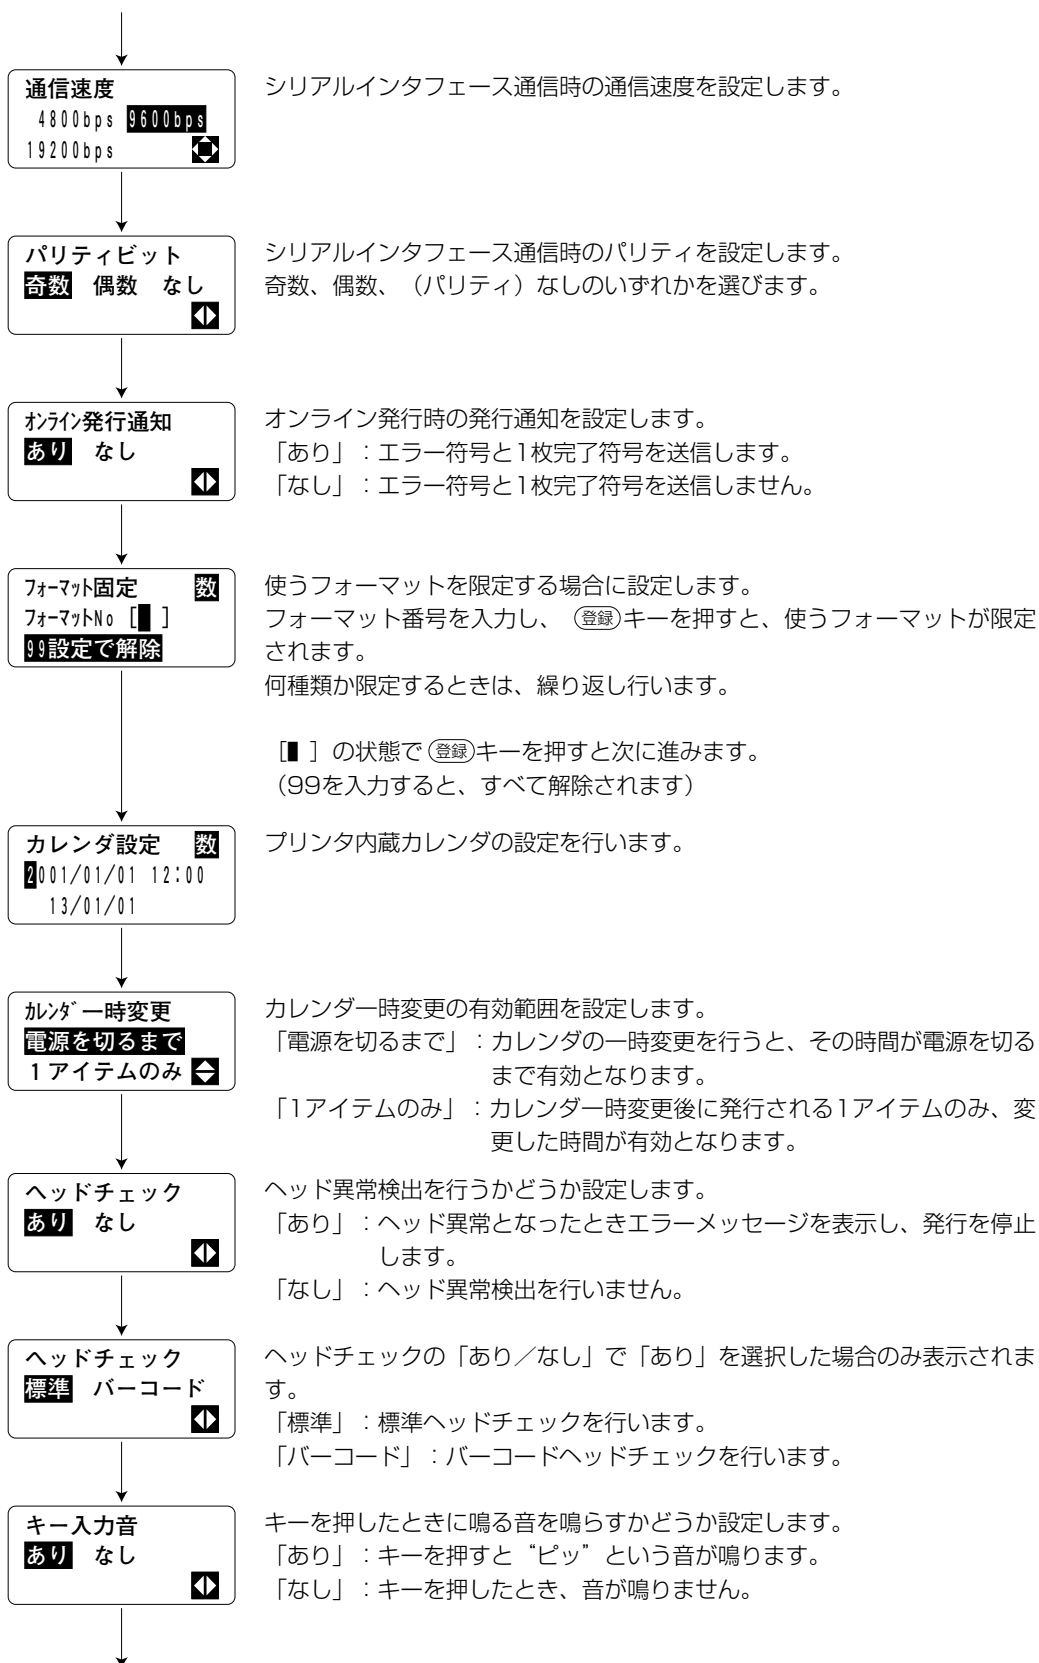 通信速度
4800bps 9600bps
19200bps
シリアルインタフェース通信時の通信速度を設定します。
パリティビット
奇数 偶数 なし
シリアルインタフェース通信時のパリティを設定します。
奇数、偶数、（パリティ）なしのいずれかを選びます。
ｵﾝﾗｲﾝ発行通知
あり なし
オンライン発行時の発行通知を設定します。
「あり」：エラー符号と1枚完了符号を送信します。
「なし」：エラー符号と1枚完了符号を送信しません。
ﾌｫｰﾏｯﾄ固定 数
ﾌｫｰﾏｯﾄNo [█ ]
99設定で解除
使うフォーマットを限定する場合に設定します。
フォーマット番号を入力し、 登録キーを押すと、使うフォーマットが限定
されます。
何種類か限定するときは、繰り返し行います。
［█ ］の状態で登録キーを押すと次に進みます。
（99を入力すると、すべて解除されます）
カレンダ設定 数
2001/01/01 12:00
13/01/01
プリンタ内蔵カレンダの設定を行います。
ｶﾚﾝﾀﾞ一時変更
電源を切るまで
1アイテムのみ
カレンダ一時変更の有効範囲を設定します。
「電源を切るまで」：カレンダの一時変更を行うと、その時間が電源を切る
まで有効となります。
「1アイテムのみ」：カレンダ一時変更後に発行される1アイテムのみ、変
更した時間が有効となります。
ヘッドチェック
あり なし
ヘッド異常検出を行うかどうか設定します。
「あり」：ヘッド異常となったときエラーメッセージを表示し、発行を停止
します。
「なし」：ヘッド異常検出を行いません。
ヘッドチェック
標準 バーコード
ヘッドチェックの「あり／なし」で「あり」を選択した場合のみ表示されま
す。
「標準」：標準ヘッドチェックを行います。
「バーコード」：バーコードヘッドチェックを行います。
キー入力音
あり なし
キーを押したときに鳴る音を鳴らすかどうか設定します。
「あり」：キーを押すと“ピッ”という音が鳴ります。
「なし」：キーを押したとき、音が鳴りません。